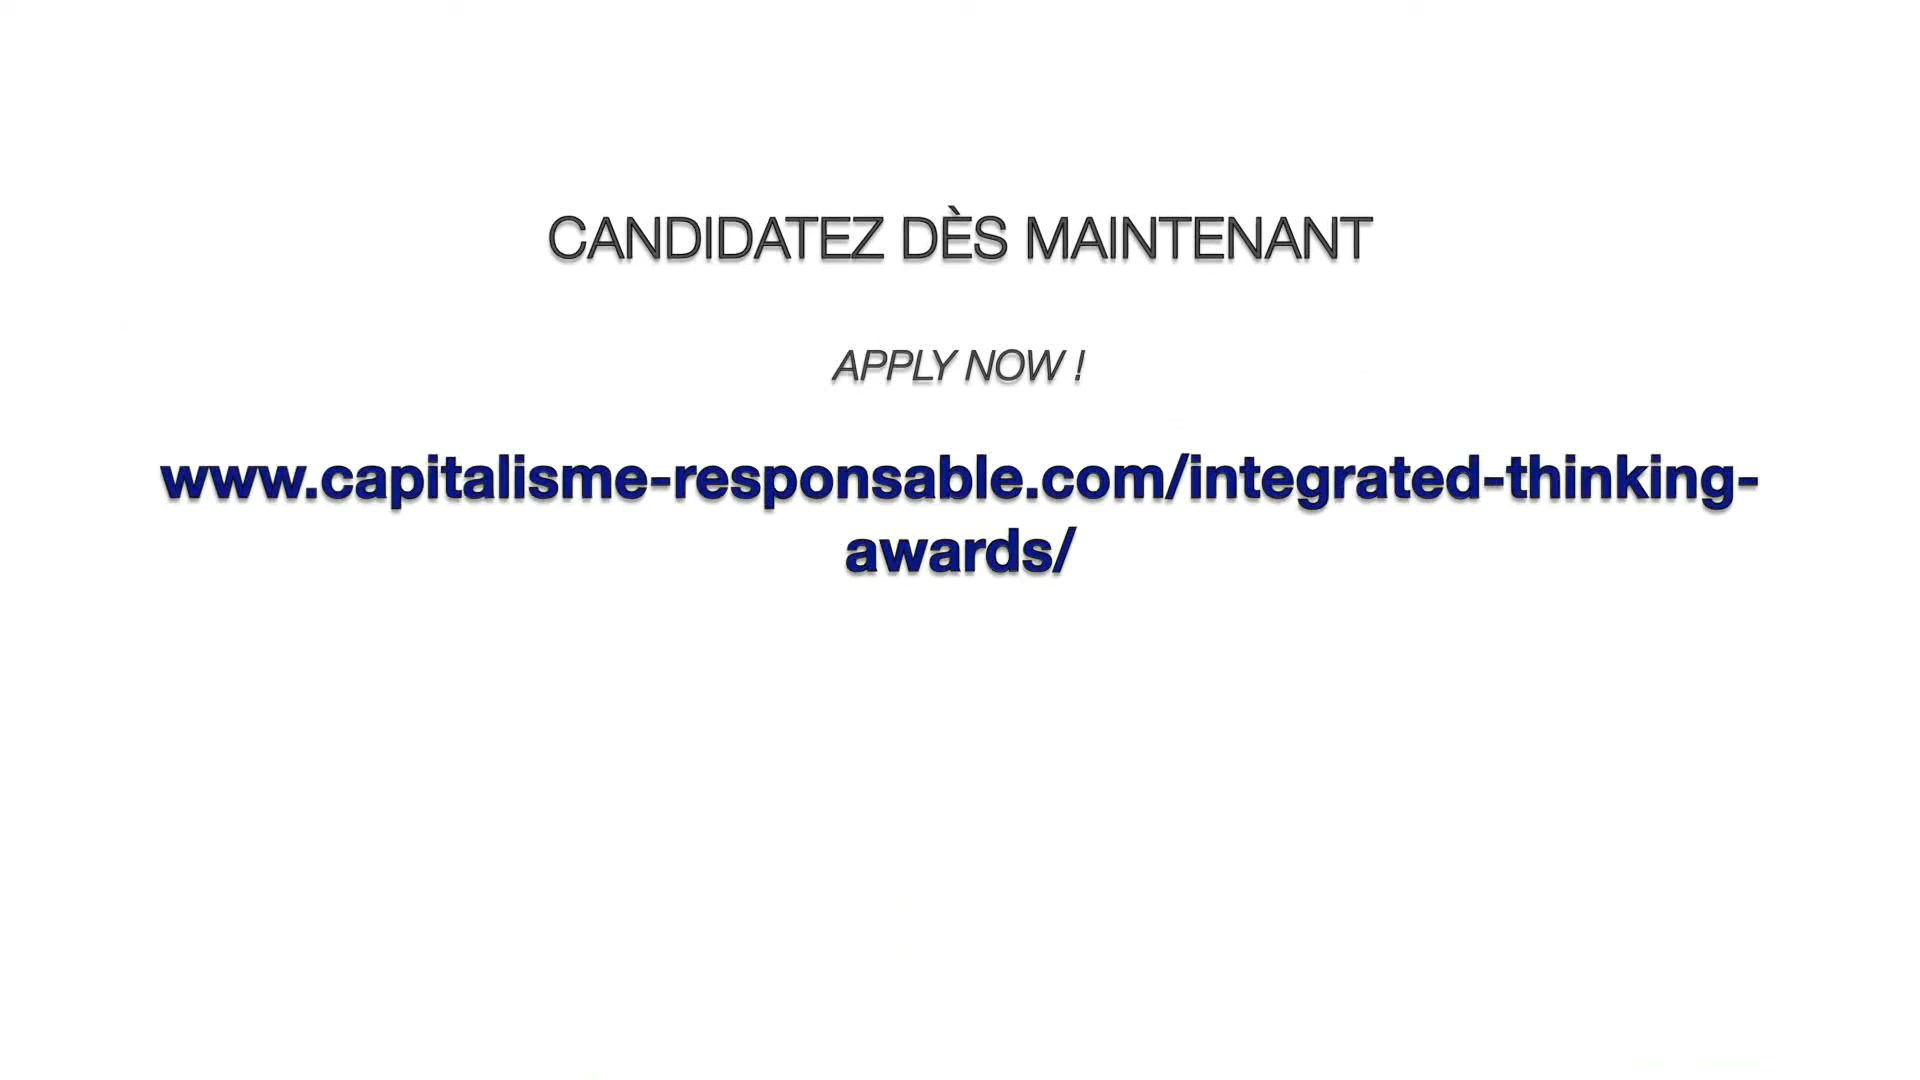 CANDIDATEZ DÈS MAINTENANT
APPLY NOW !
www.capitalisme-responsable.com/integrated-thinking-
awards/